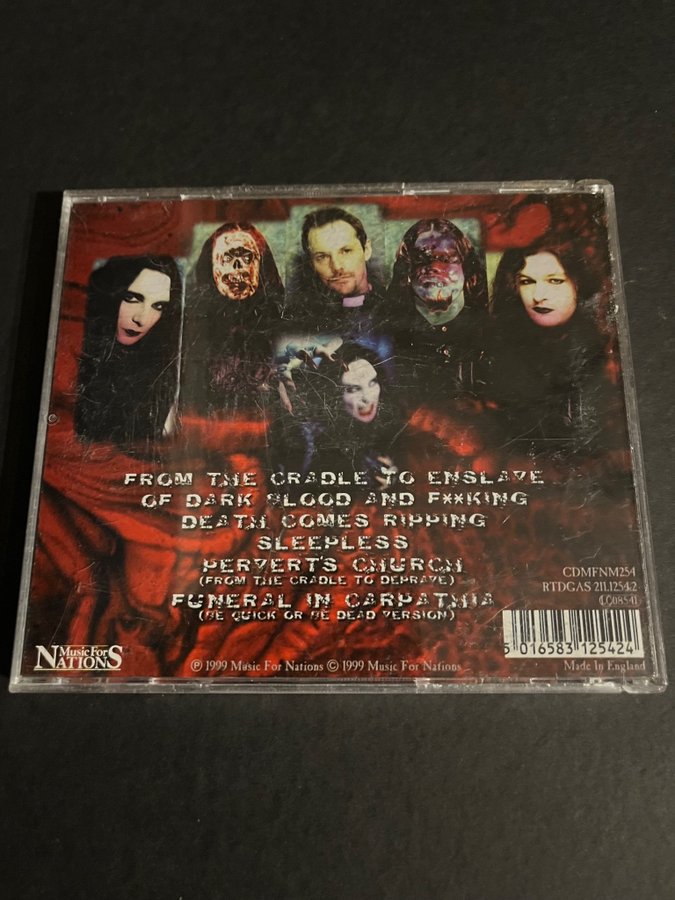 FROM THE CRADLE TO ENSLAVE
OF DARK BLOOD AND F**KING
DEATH COMES RIPPING
SLEEPLESS
PERVERT'S CHURCH
(FROM THE CRADLE TO DEPRAVE)
FUNERAL IN CARPATHIA
(BE QUICK OR BE DEAD VERSION)
CDMFNM254
RTDGAS 211.1254.2
LC08541
5 016583 125424
Music For
NATIONS
℗ 1999 Music For Nations © 1999 Music For Nations
Made In England